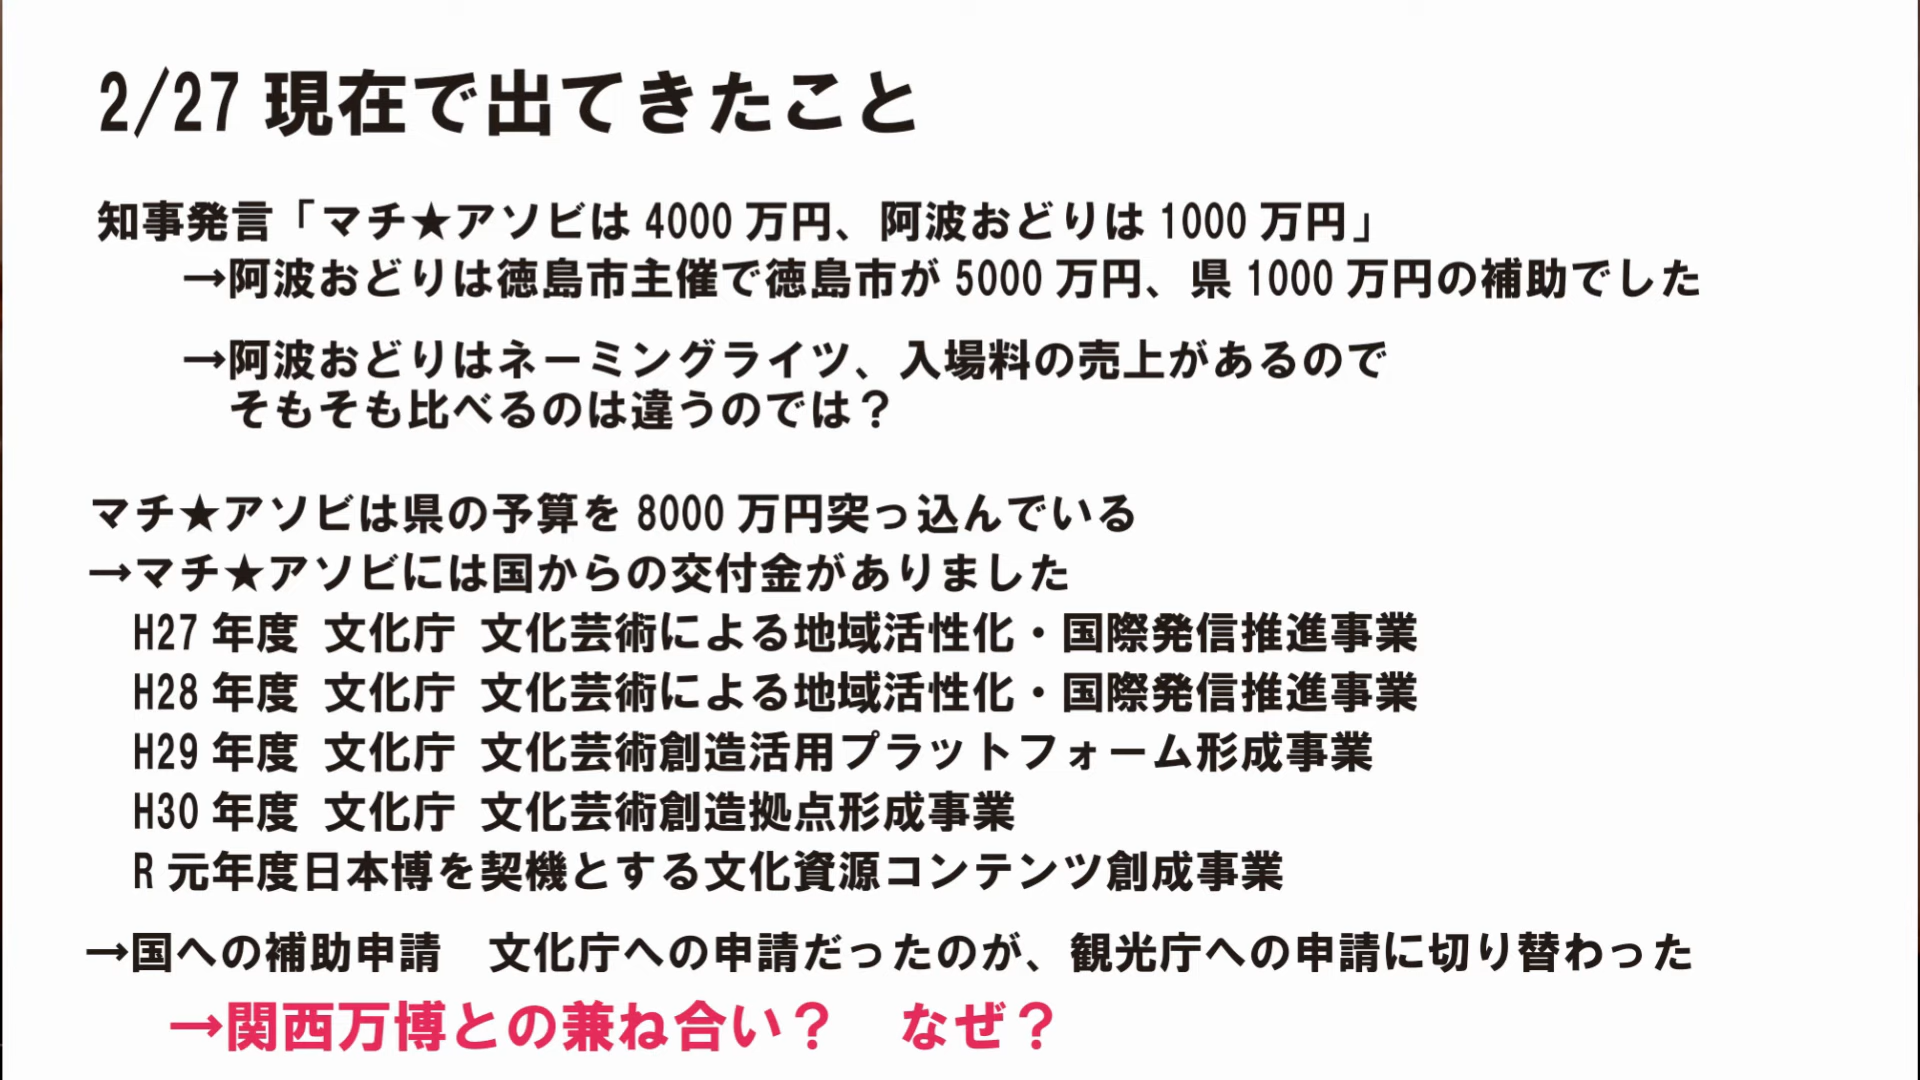 2/27 現在で出てきたこと
知事発言「マチ★アソビは 4000 万円、阿波おどりは 1000 万円」
→阿波おどりは徳島市主催で徳島市が 5000 万円、県 1000 万円の補助でした
→阿波おどりはネーミングライツ、入場料の売上があるので
そもそも比べるのは違うのでは？
マチ★アソビは県の予算を 8000 万円突っ込んでいる
→マチ★アソビには国からの交付金がありました
H27 年度 文化庁 文化芸術による地域活性化・国際発信推進事業
H28 年度 文化庁 文化芸術による地域活性化・国際発信推進事業
H29 年度 文化庁 文化芸術創造活用プラットフォーム形成事業
H30 年度 文化庁 文化芸術創造拠点形成事業
R 元年度日本博を契機とする文化資源コンテンツ創成事業
→国への補助申請　文化庁への申請だったのが、観光庁への申請に切り替わった
→関西万博との兼ね合い？　なぜ？